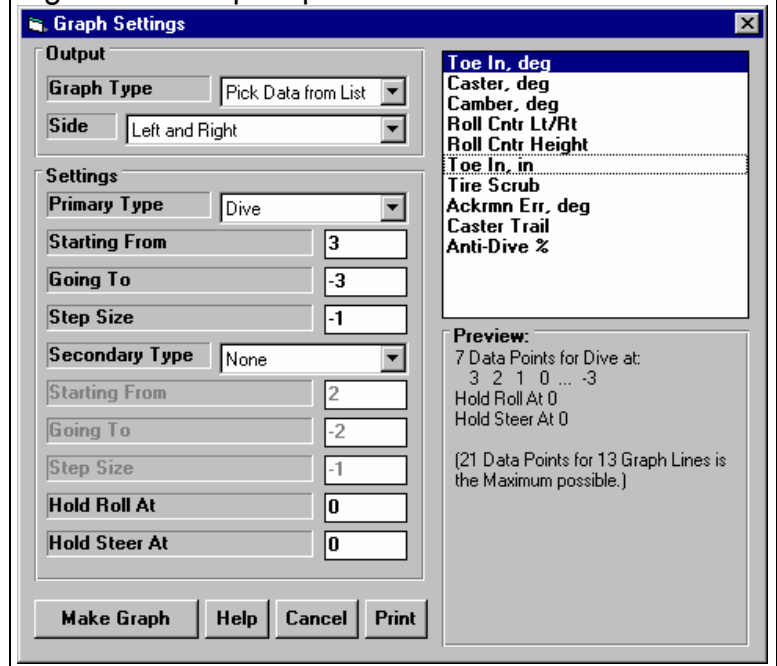 Graph Settings
Output
Graph Type Pick Data from List
Side Left and Right
Settings
Primary Type Dive
Starting From 3
Going To -3
Step Size -1
Secondary Type None
Starting From 2
Going To -2
Step Size -1
Hold Roll At 0
Hold Steer At 0
Make Graph Help Cancel Print
Toe In, deg
Caster, deg
Camber, deg
Roll Cntr Lt/Rt
Roll Cntr Height
Toe In, in
Tire Scrub
Ackrmn Err, deg
Caster Trail
Anti-Dive %
Preview:
7 Data Points for Dive at:
3 2 1 0 ... -3
Hold Roll At 0
Hold Steer At 0
(21 Data Points for 13 Graph Lines is
the Maximum possible.)